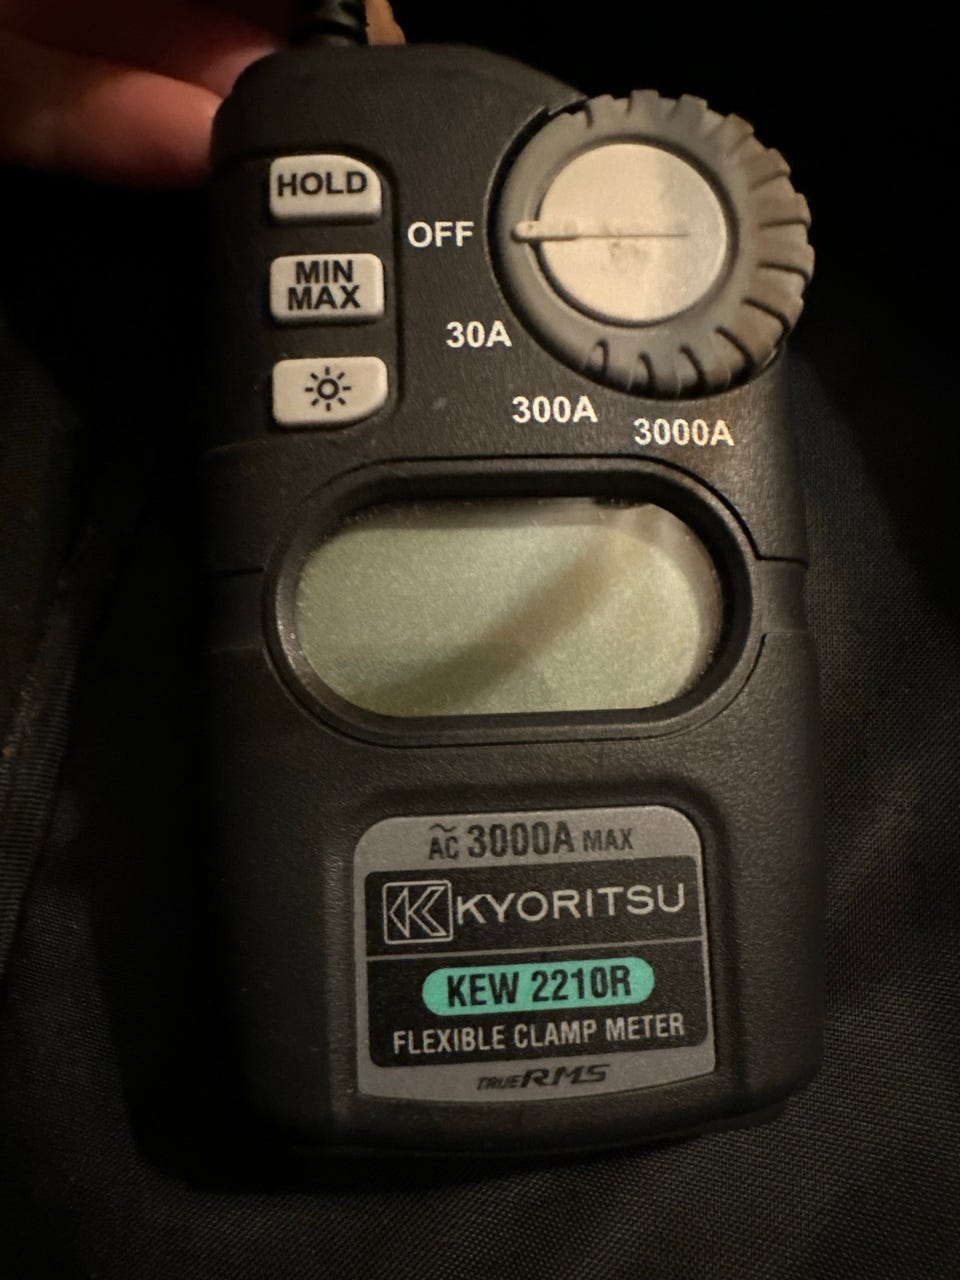 HOLD
MIN
MAX
OFF
30A
300A
3000A
AC 3000A MAX
KYORITSU
KEW 2210R
FLEXIBLE CLAMP METER
TRUE RMS